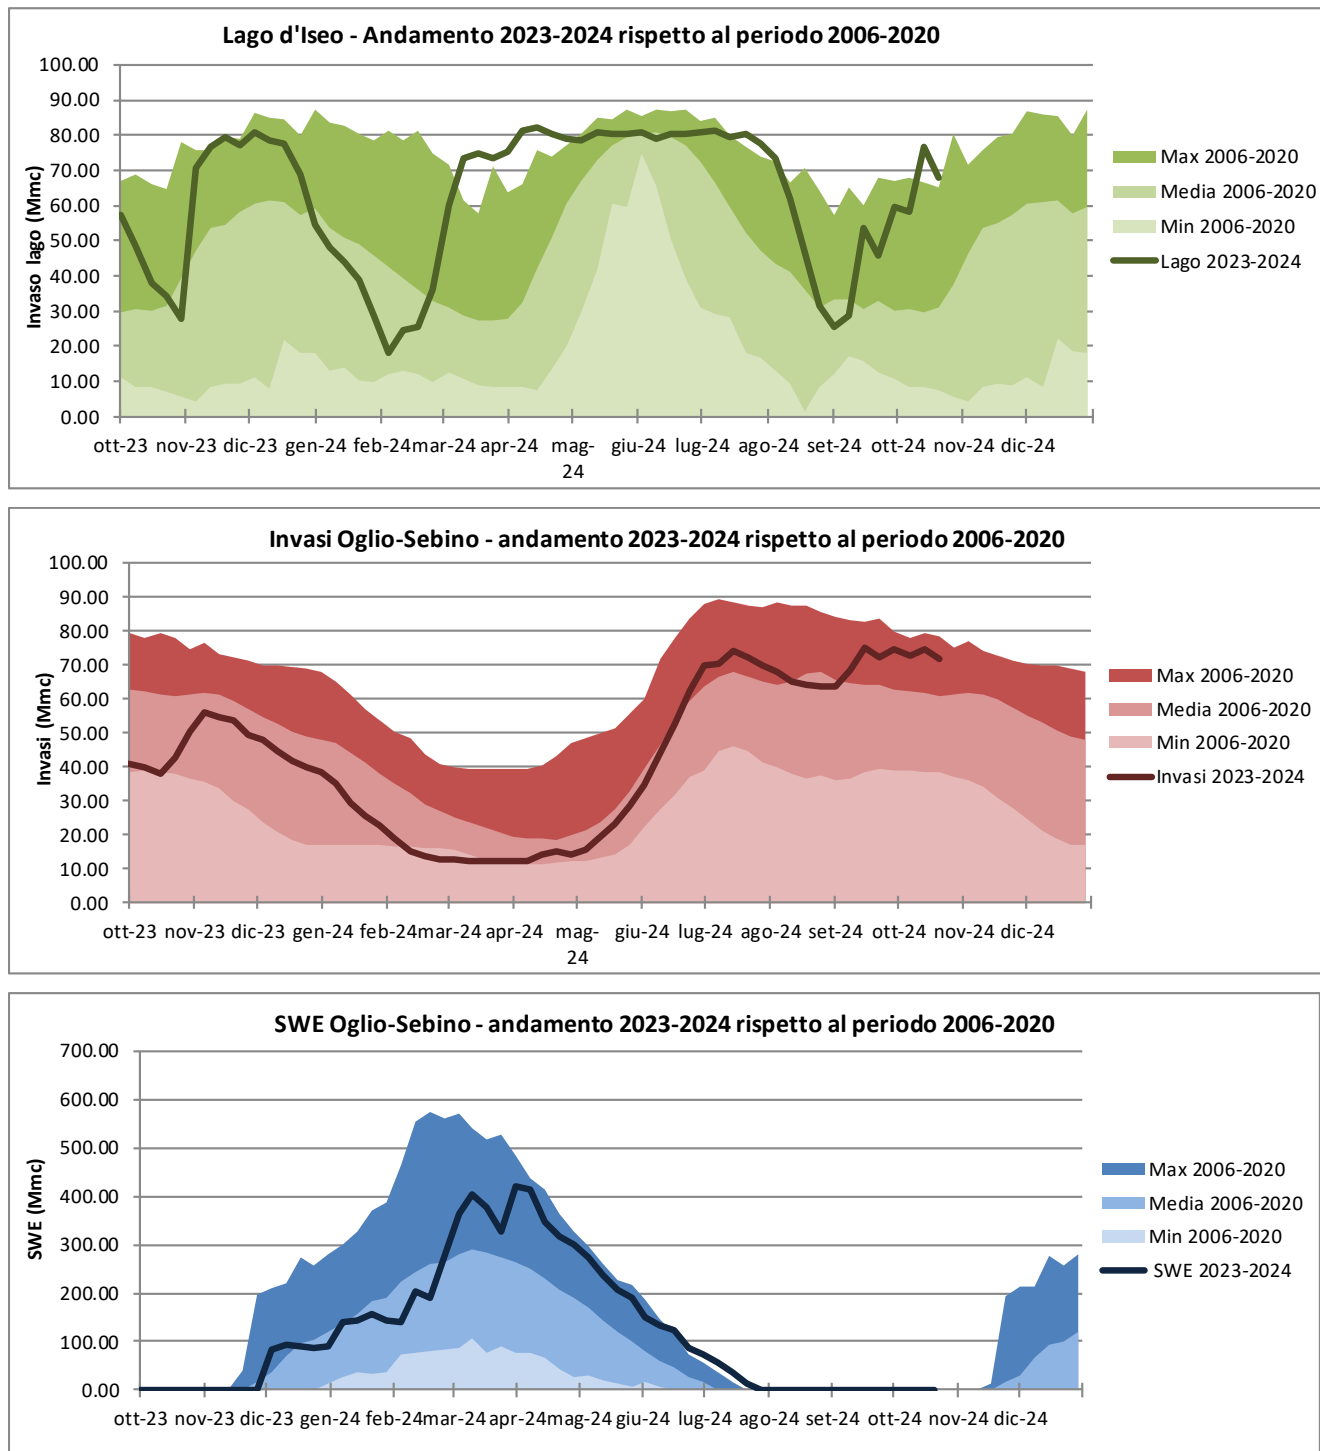 Lago d'Iseo - Andamento 2023-2024 rispetto al periodo 2006-2020
Invaso lago (Mmc)
100.00
90.00
80.00
70.00
60.00
50.00
40.00
30.00
20.00
10.00
0.00
ott-23 nov-23 dic-23 gen-24 feb-24 mar-24 apr-24 mag-24 giu-24 lug-24 ago-24 set-24 ott-24 nov-24 dic-24
Max 2006-2020
Media 2006-2020
Min 2006-2020
Lago 2023-2024
Invasi Oglio-Sebino - andamento 2023-2024 rispetto al periodo 2006-2020
Invasi (Mmc)
100.00
90.00
80.00
70.00
60.00
50.00
40.00
30.00
20.00
10.00
0.00
ott-23 nov-23 dic-23 gen-24 feb-24 mar-24 apr-24 mag-24 giu-24 lug-24 ago-24 set-24 ott-24 nov-24 dic-24
Max 2006-2020
Media 2006-2020
Min 2006-2020
Invasi 2023-2024
SWE Oglio-Sebino - andamento 2023-2024 rispetto al periodo 2006-2020
SWE (Mmc)
700.00
600.00
500.00
400.00
300.00
200.00
100.00
0.00
ott-23 nov-23 dic-23 gen-24 feb-24 mar-24 apr-24 mag-24 giu-24 lug-24 ago-24 set-24 ott-24 nov-24 dic-24
Max 2006-2020
Media 2006-2020
Min 2006-2020
SWE 2023-2024